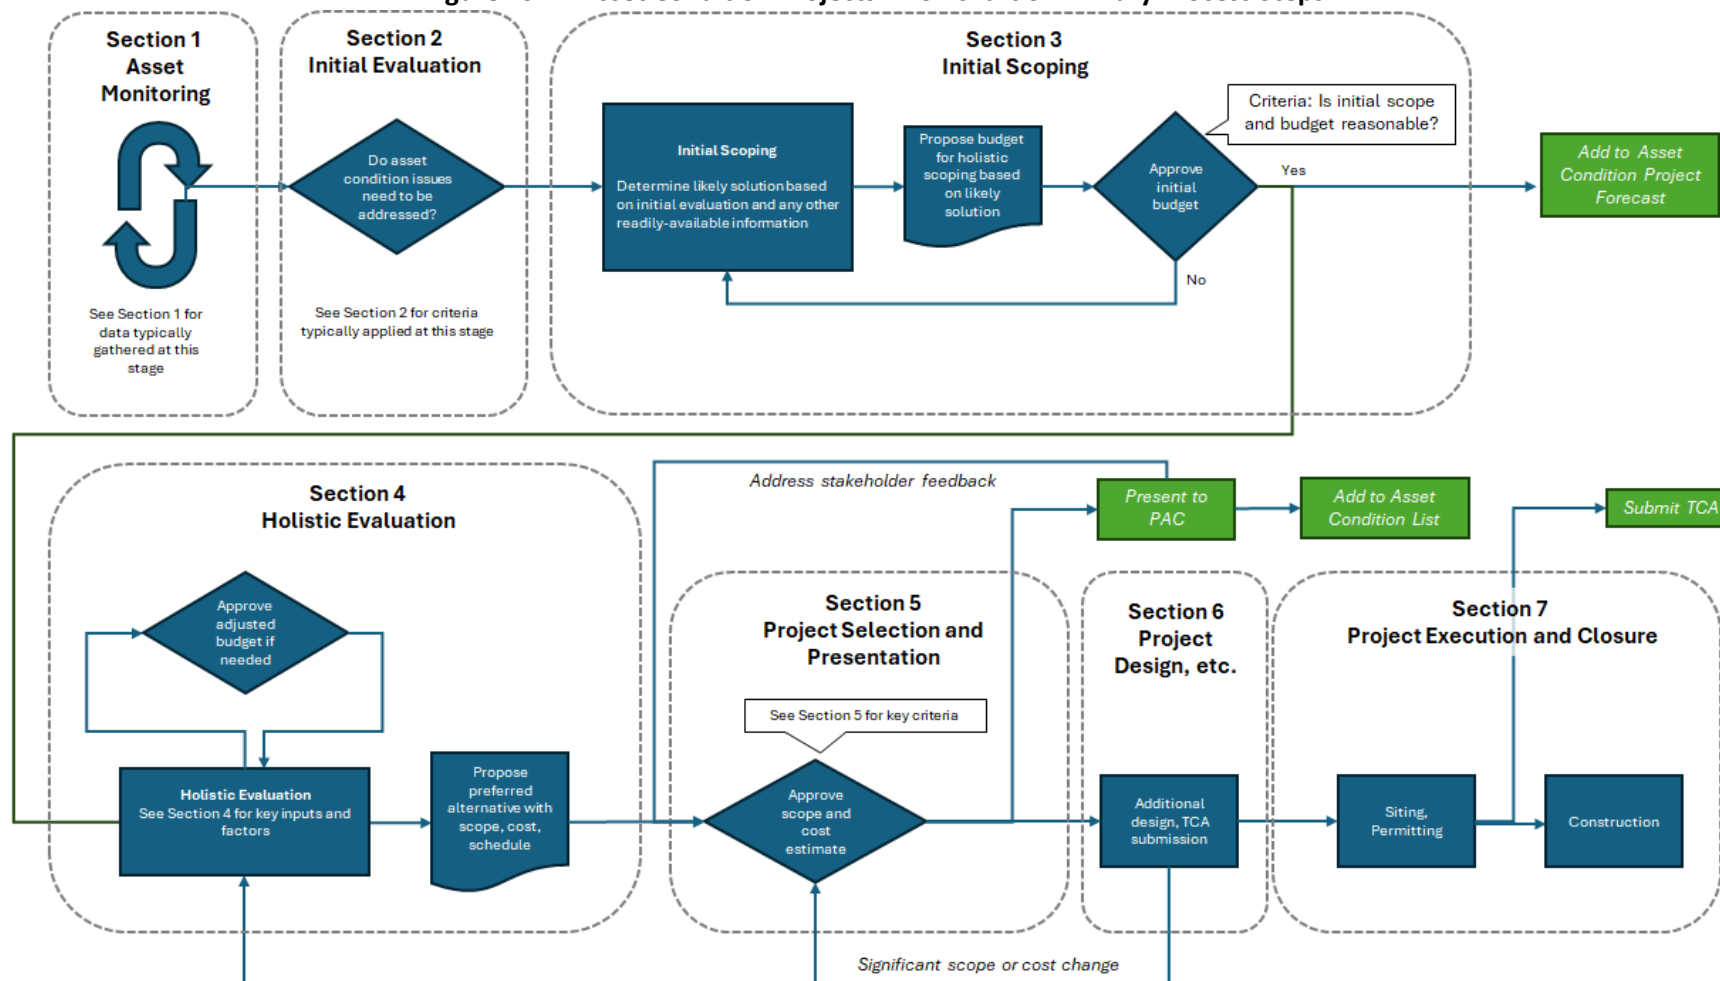 Section 1
Asset
Monitoring
See Section 1 for
data typically
gathered at this
stage
Section 2
Initial Evaluation
Do asset
condition issues
need to be
addressed?
See Section 2 for criteria
typically applied at this stage
Section 3
Initial Scoping
Initial Scoping
Determine likely solution based
on initial evaluation and any other
readily-available information
Propose budget
for holistic
scoping based
on likely
solution
Criteria: Is initial scope
and budget reasonable?
Approve
initial
budget
Yes
No
Add to Asset
Condition Project
Forecast
Section 4
Holistic Evaluation
Approve
adjusted
budget if
needed
Holistic Evaluation
See Section 4 for key inputs and
factors
Propose
preferred
alternative with
scope, cost,
schedule
Address stakeholder feedback
Present to
PAC
Add to Asset
Condition List
Submit TCA
Section 5
Project Selection and
Presentation
See Section 5 for key criteria
Approve
scope and
cost
estimate
Section 6
Project
Design, etc.
Additional
design, TCA
submission
Section 7
Project Execution and Closure
Siting,
Permitting
Construction
Significant scope or cost change